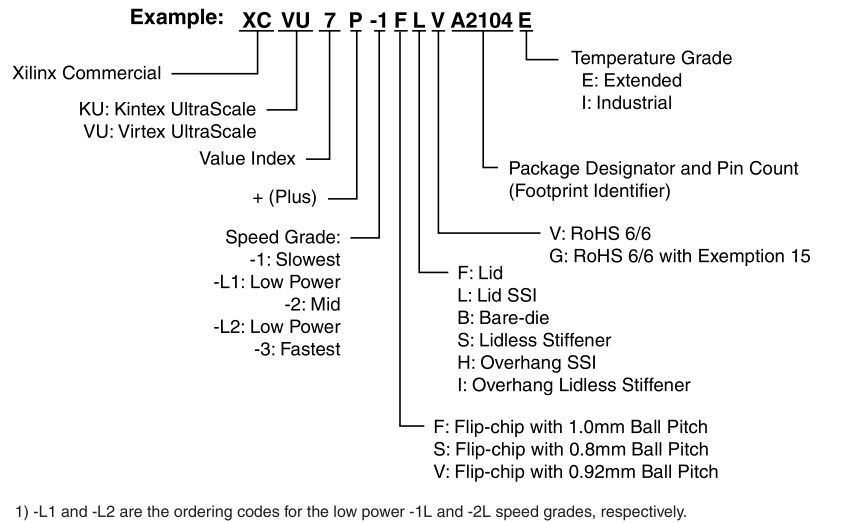 Example: XC VU 7 P -1 F L V A2104 E
Xilinx Commercial
KU: Kintex UltraScale
VU: Virtex UltraScale
Value Index
+ (Plus)
Speed Grade:
-1: Slowest
-L1: Low Power
-2: Mid
-L2: Low Power
-3: Fastest
Temperature Grade
E: Extended
I: Industrial
Package Designator and Pin Count
(Footprint Identifier)
V: RoHS 6/6
G: RoHS 6/6 with Exemption 15
F: Lid
L: Lid SSI
B: Bare-die
S: Lidless Stiffener
H: Overhang SSI
I: Overhang Lidless Stiffener
F: Flip-chip with 1.0mm Ball Pitch
S: Flip-chip with 0.8mm Ball Pitch
V: Flip-chip with 0.92mm Ball Pitch
1) -L1 and -L2 are the ordering codes for the low power -1L and -2L speed grades, respectively.